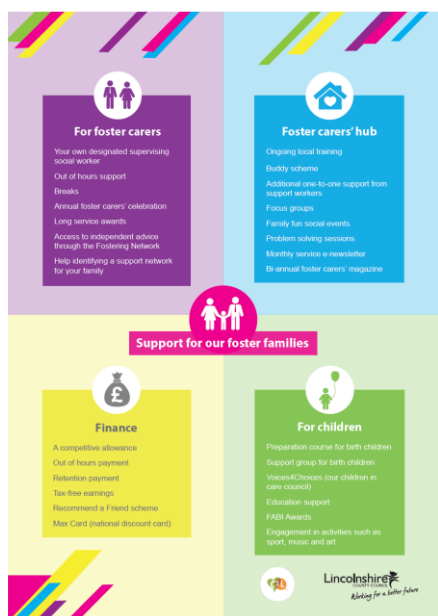 For foster carers
Your own designated supervising
social worker
Out of hours support
Breaks
Annual foster carers' celebration
Long service awards
Access to independent advice
through the Fostering Network
Help identifying a support network
for your family
Foster carers' hub
Ongoing local training
Buddy scheme
Additional one-to-one support from
support workers
Focus groups
Family fun social events
Problem solving sessions
Monthly service e-newsletter
Bi-annual foster carers' magazine
Support for our foster families
£
Finance
A competitive allowance
Out of hours payment
Retention payment
Tax-free earnings
Recommend a Friend scheme
Max Card (national discount card)
For children
Preparation course for birth children
Support group for birth children
Voices4Choices (our children in
care council)
Education support
FAB! Awards
Engagement in activities such as
sport, music and art
Lincolnshire
COUNTY COUNCIL
Working for a better future